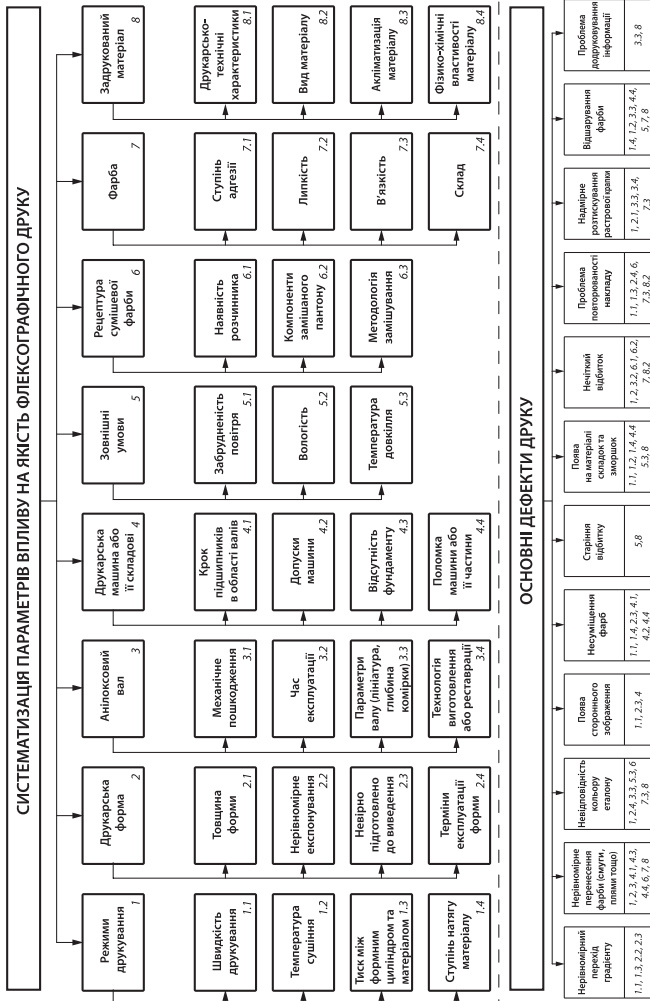 СИСТЕМАТИЗАЦІЯ ПАРАМЕТРІВ ВПЛИВУ НА ЯКІСТЬ ФЛЕКСОГРАФІЧНОГО ДРУКУ
Режими
друкування 1
Швидкість
друкування 1.1
Температура
сушіння 1.2
Тиск між
формним
циліндром та
матеріалом 1.3
Ступінь натягу
матеріалу 1.4
Друкарська
форма 2
Товщина
форми 2.1
Нерівномірне
експонування 2.2
Невірно
підготовлено
до виведення 2.3
Терміни
експлуатації
форми 2.4
Анілоксовий
вал 3
Механічне
пошкодження 3.1
Час
експлуатації 3.2
Параметри
валу (лініатура,
глибина
комірки) 3.3
Технологія
виготовлення
або реставрації 3.4
Друкарська
машина або
її складові 4
Крок
підшипників
в області валів 4.1
Допуски
машини 4.2
Відсутність
фундаменту 4.3
Поломка
машини або
її частини 4.4
Зовнішні
умови 5
Забрудненість
повітря 5.1
Вологість 5.2
Температура
довкілля 5.3
Рецептура
сумішевої
фарби 6
Наявність
розчинника 6.1
Компоненти
замішаного
пантону 6.2
Методологія
замішування 6.3
Фарба 7
Ступінь
адгезії 7.1
Липкість 7.2
В'язкість 7.3
Склад 7.4
Задрукований
матеріал 8
Друкарсько-
технічні
характеристики 8.1
Вид матеріалу 8.2
Акліматизація
матеріалу 8.3
Фізико-хімічні
властивості
матеріалу 8.4
ОСНОВНІ ДЕФЕКТИ ДРУКУ
Нерівномірний
перехід
градієнту
1.1, 1.3, 2.2, 2.3
Нерівномірне
перенесення
фарби (смуги,
плями тощо)
1, 2, 3, 4.1, 4.3,
4.4, 6, 7, 8
Невідповідність
кольору
еталону
1, 2.4, 3.3, 5.3, 6
7.3, 8
Поява
стороннього
зображення
1.1, 2.3, 4
Несуміщення
фарб
1.1, 1.4, 2.3, 4.1,
4.2, 4.4
Старіння
відбитку
5,8
Поява
на матеріалі
складок та
зморшок
1.1, 1.2, 1.4, 4.4
5.3, 8
Нечіткий
відбиток
1, 2, 3.2, 6.1, 6.2,
7, 8.2
Проблема
повторюваності
накладу
1.1, 1.3, 2.4, 6,
7.3, 8.2
Надмірне
розтискування
растрової крапки
1, 2.1, 3.3, 3.4,
7.3
Відшарування
фарби
1.4, 1.2, 3.3, 4.4,
5, 7, 8
Проблема
додруковування
інформації
3.3, 8